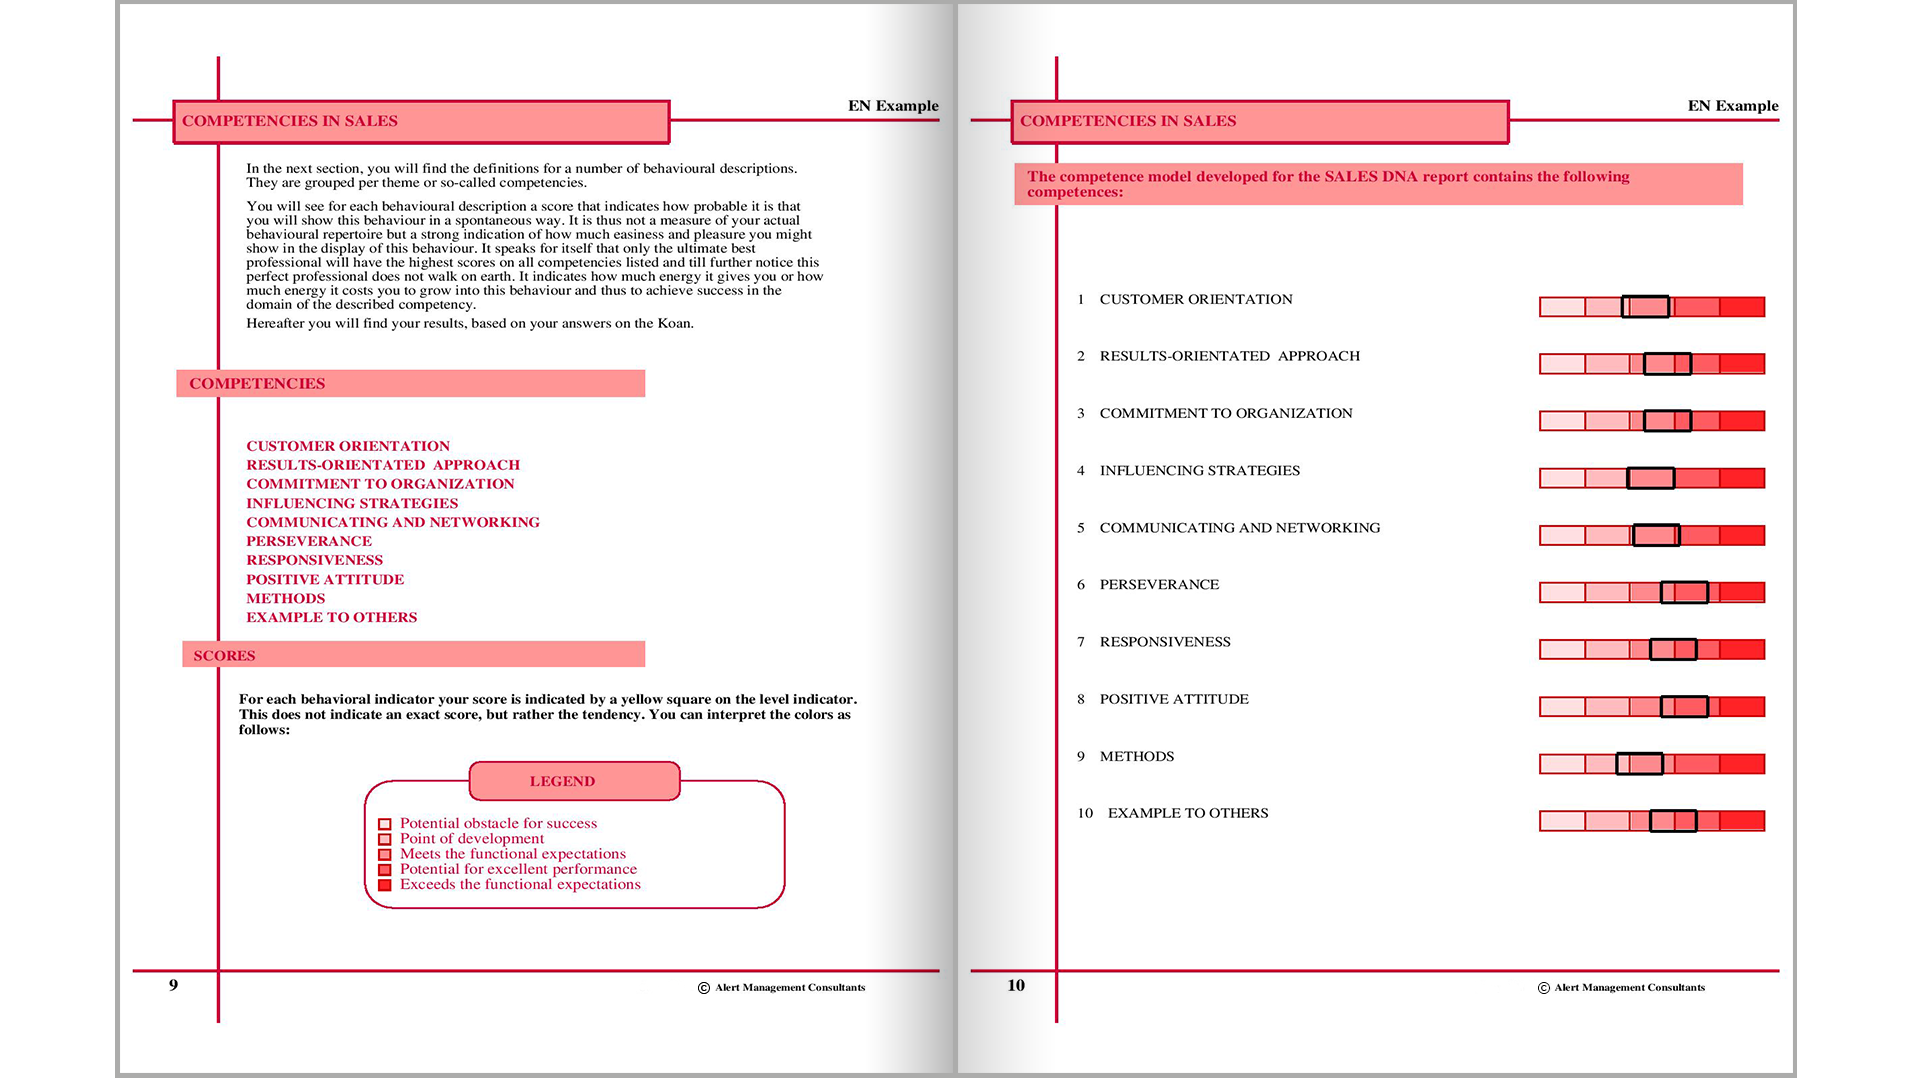 EN Example
COMPETENCIES IN SALES
In the next section, you will find the definitions for a number of behavioural descriptions.
They are grouped per theme or so-called competencies.
You will see for each behavioural description a score that indicates how probable it is that
you will show this behaviour in a spontaneous way. It is thus not a measure of your actual
behavioural repertoire but a strong indication of how much easiness and pleasure you might
show in the display of this behaviour. It speaks for itself that only the ultimate best
professional will have the highest scores on all competencies listed and till further notice this
perfect professional does not walk on earth. It indicates how much energy it gives you or how
much energy it costs you to grow into this behaviour and thus to achieve success in the
domain of the described competency.
Hereafter you will find your results, based on your answers on the Koan.
COMPETENCIES
CUSTOMER ORIENTATION
RESULTS-ORIENTATED APPROACH
COMMITMENT TO ORGANIZATION
INFLUENCING STRATEGIES
COMMUNICATING AND NETWORKING
PERSEVERANCE
RESPONSIVENESS
POSITIVE ATTITUDE
METHODS
EXAMPLE TO OTHERS
SCORES
For each behavioral indicator your score is indicated by a yellow square on the level indicator.
This does not indicate an exact score, but rather the tendency. You can interpret the colors as
follows:
LEGEND
Potential obstacle for success
Point of development
Meets the functional expectations
Potential for excellent performance
Exceeds the functional expectations
9
© Alert Management Consultants
EN Example
COMPETENCIES IN SALES
The competence model developed for the SALES DNA report contains the following
competences:
1 CUSTOMER ORIENTATION
2 RESULTS-ORIENTATED APPROACH
3 COMMITMENT TO ORGANIZATION
4 INFLUENCING STRATEGIES
5 COMMUNICATING AND NETWORKING
6 PERSEVERANCE
7 RESPONSIVENESS
8 POSITIVE ATTITUDE
9 METHODS
10 EXAMPLE TO OTHERS
10
© Alert Management Consultants